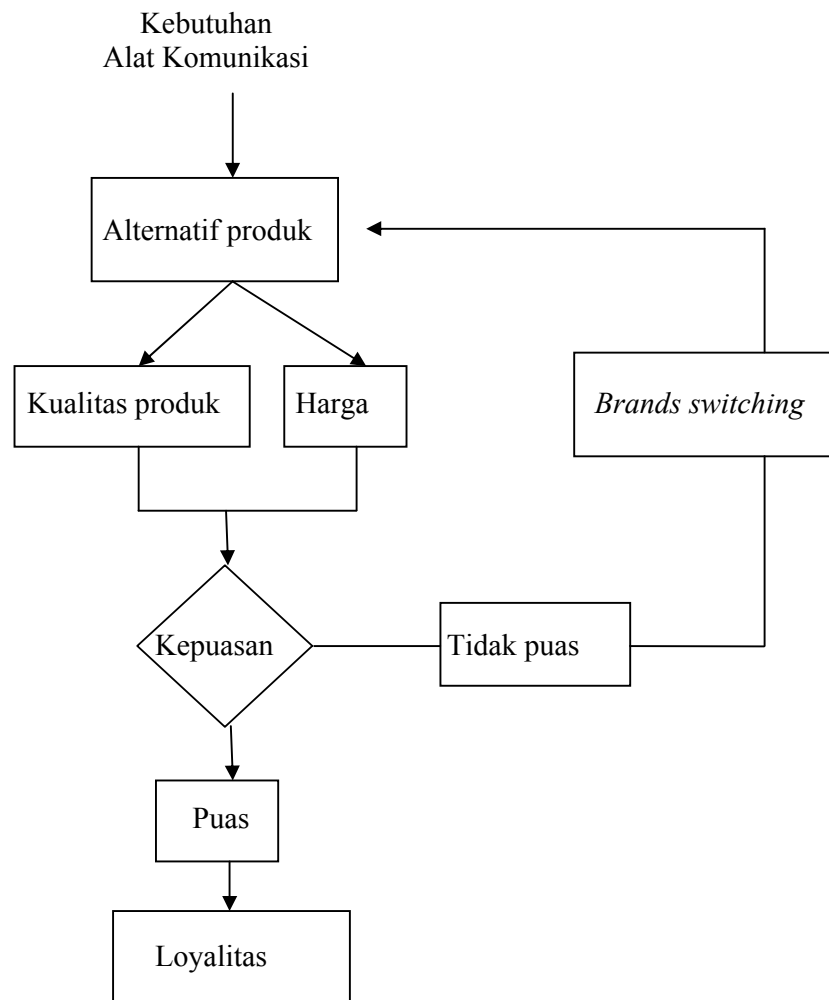 Kebutuhan
Alat Komunikasi
Alternatif produk
Kualitas produk
Harga
Brands switching
Kepuasan
Tidak puas
Puas
Loyalitas